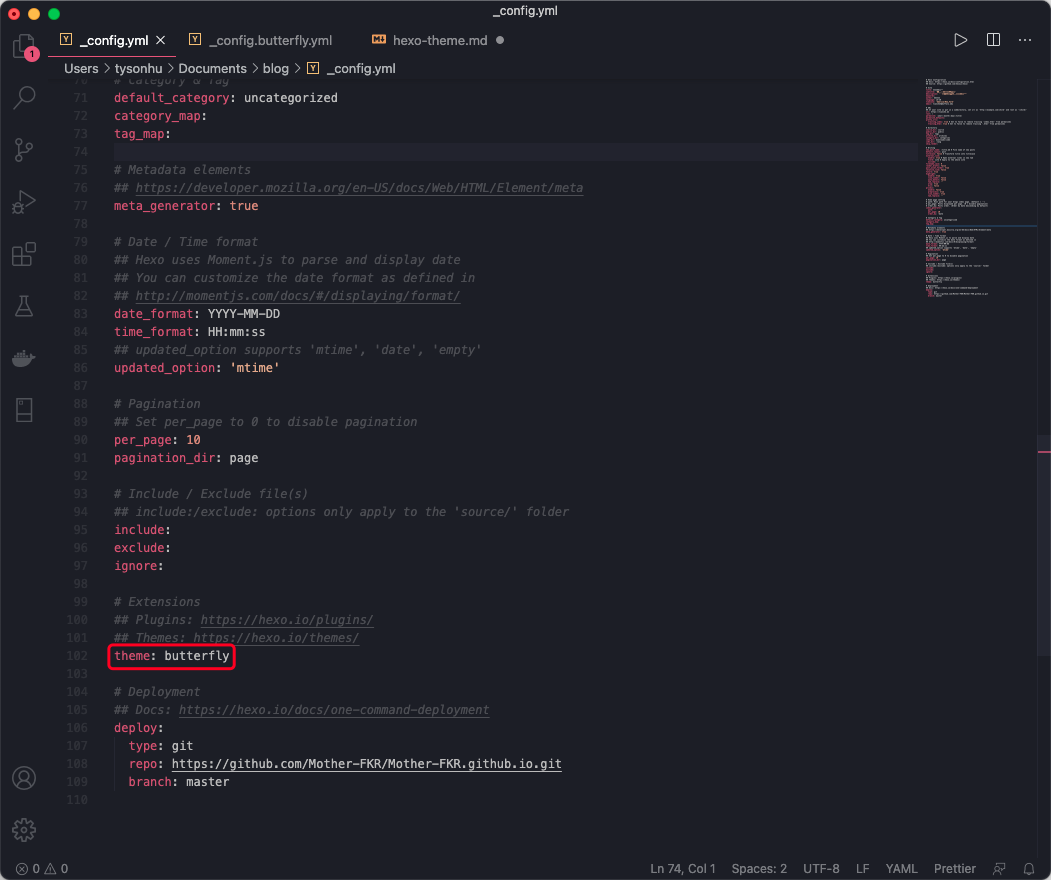 _config.yml
_config.yml
_config.butterfly.yml
hexo-theme.md
1
Users > tysonhu > Documents > blog > _config.yml
70 # Category & Tag
71 default_category: uncategorized
72 category_map:
73 tag_map:
74
75 # Metadata elements
76 ## https://developer.mozilla.org/en-US/docs/Web/HTML/Element/meta
77 meta_generator: true
78
79 # Date / Time format
80 ## Hexo uses Moment.js to parse and display date
81 ## You can customize the date format as defined in
82 ## http://momentjs.com/docs/#/displaying/format/
83 date_format: YYYY-MM-DD
84 time_format: HH:mm:ss
85 ## updated_option supports 'mtime', 'date', 'empty'
86 updated_option: 'mtime'
87
88 # Pagination
89 ## Set per_page to 0 to disable pagination
90 per_page: 10
91 pagination_dir: page
92
93 # Include / Exclude file(s)
94 ## include:/exclude: options only apply to the 'source/' folder
95 include:
96 exclude:
97 ignore:
98
99 # Extensions
100 ## Plugins: https://hexo.io/plugins/
101 ## Themes: https://hexo.io/themes/
102 theme: butterfly
103
104 # Deployment
105 ## Docs: https://hexo.io/docs/one-command-deployment
106 deploy:
107 type: git
108 repo: https://github.com/Mother-FKR/Mother-FKR.github.io.git
109 branch: master
110
0 0 Ln 74, Col 1 Spaces: 2 UTF-8 LF YAML Prettier